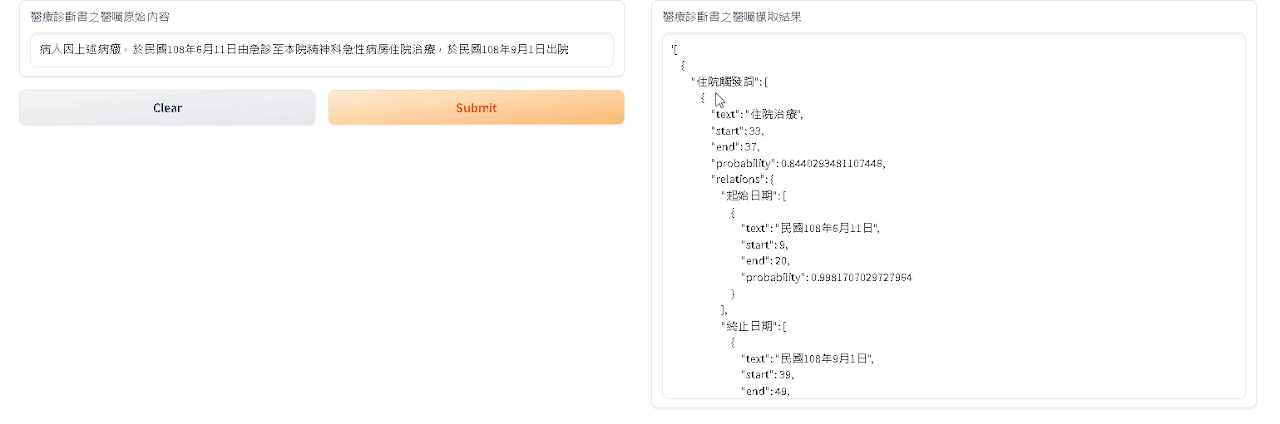 醫療診斷書之醫囑原始內容
病人因上述病癥，於民國108年6月11日由急診至本院精神科急性病房住院治療，於民國108年9月1日出院
Clear
Submit
醫療診斷書之醫囑擷取結果
'[
{
"住院觸發詞":[
{
"text":"住院治療",
"start":33,
"end":37,
"probability":0.8440293481107446,
"relations":{
"起始日期":[
{
"text":"民國108年6月11日",
"start":9,
"end":20,
"probability":0.9981707029727964
}
],
"終止日期":[
{
"text":"民國108年9月1日",
"start":39,
"end":49,